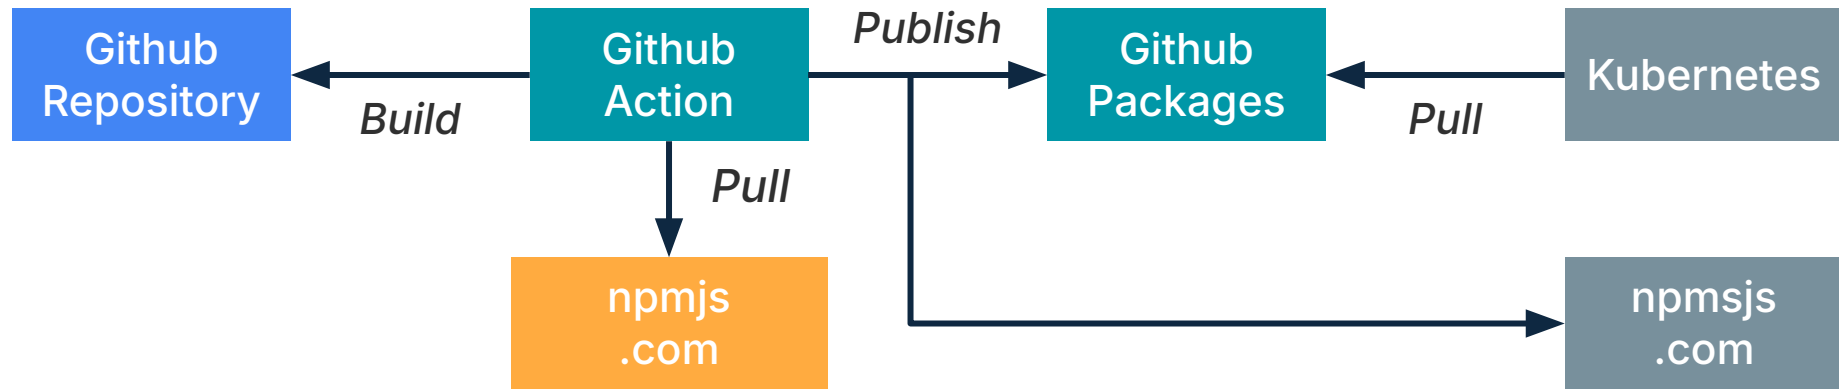 Github
Repository
Build
Github
Action
Publish
Github
Packages
Pull
Kubernetes
Pull
npmjs
.com
npmsjs
.com